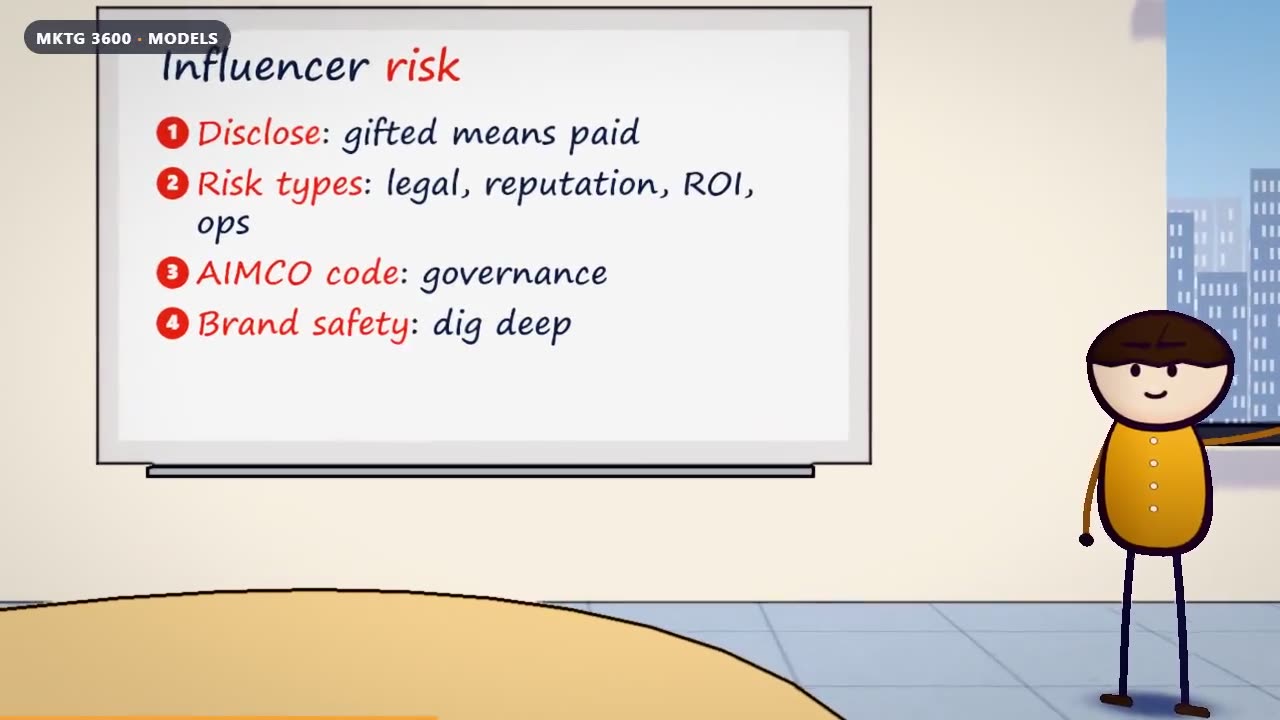 MKTG 3600 · MODELS
Influencer risk
1 Disclose: gifted means paid
2 Risk types: legal, reputation, ROI,
ops
3 AIMCO code: governance
4 Brand safety: dig deep